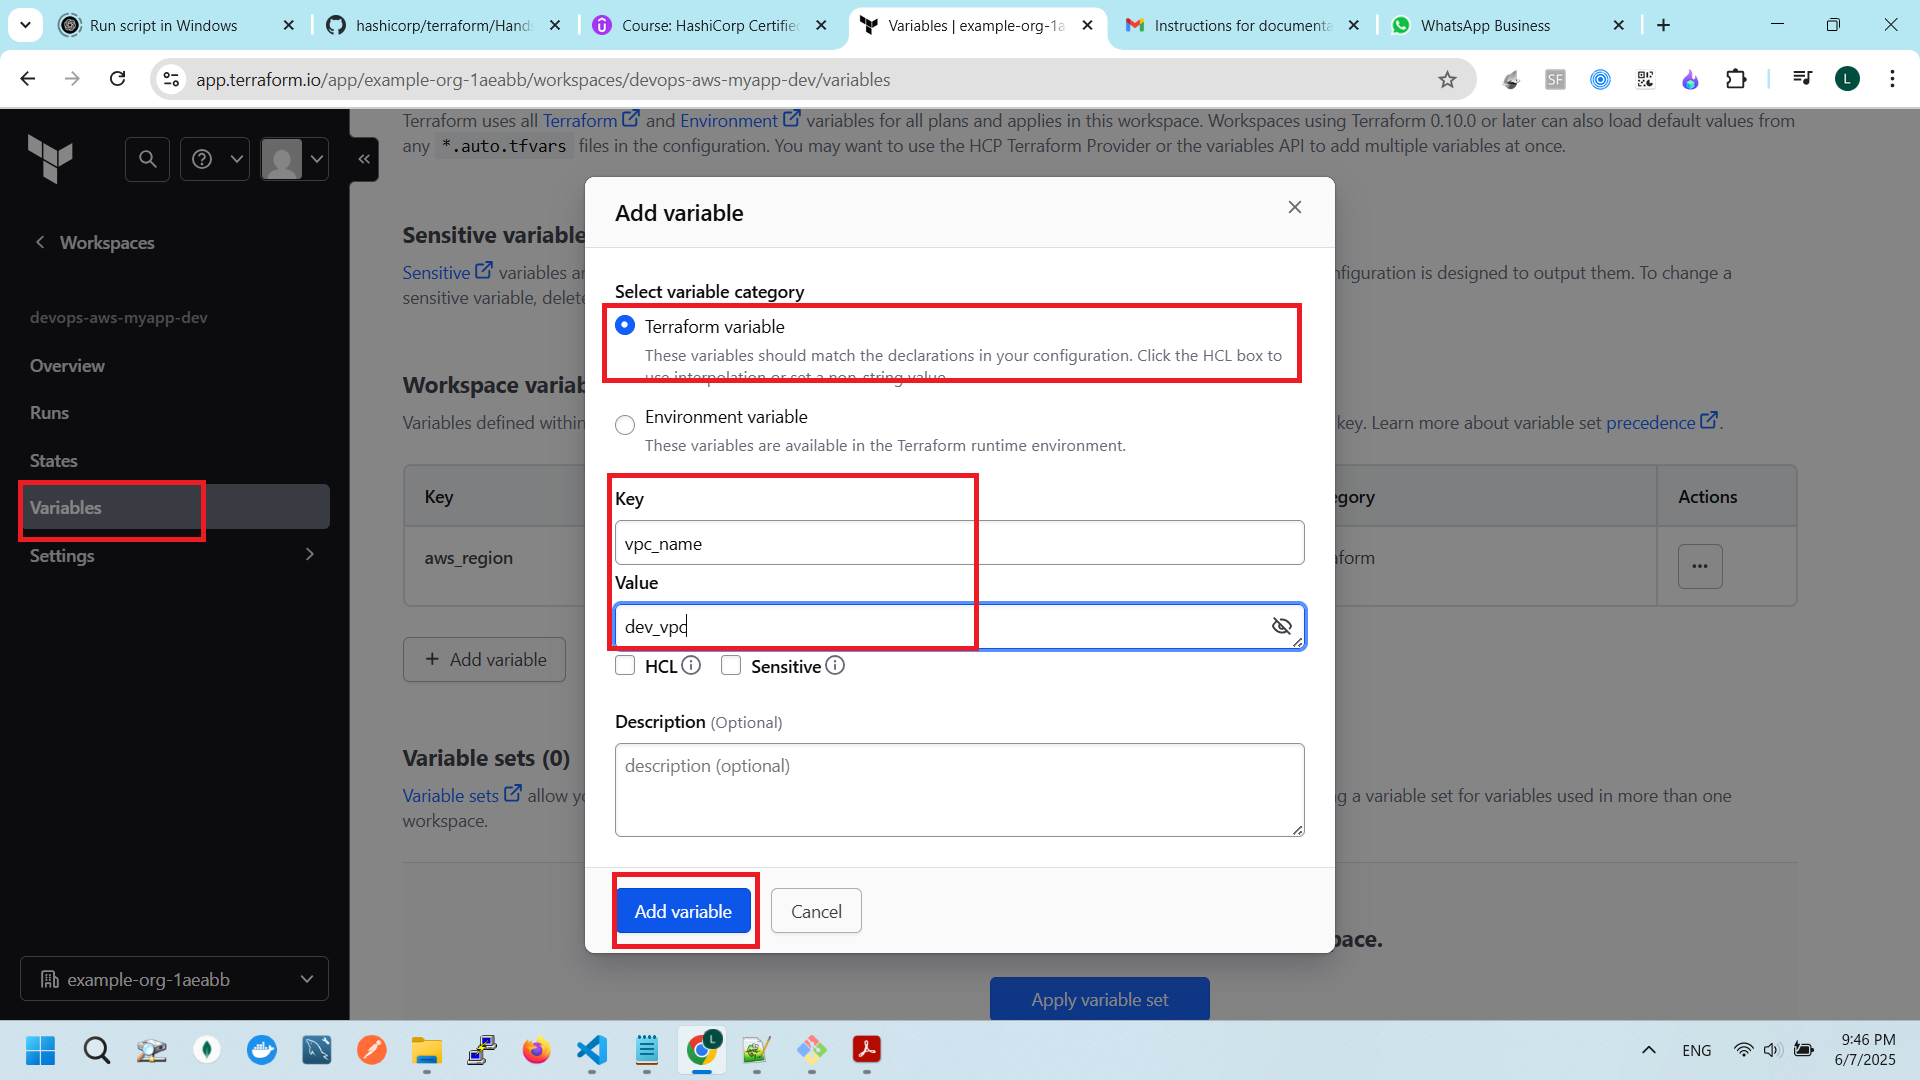 Run script in Windows
hashicorp/terraform/Hand
Course: HashiCorp Certifie
Variables | example-org-1a
Instructions for documenta
WhatsApp Business
app.terraform.io/app/example-org-1aeabb/workspaces/devops-aws-myapp-dev/variables
SF
L
Terraform uses all Terraform and Environment variables for all plans and applies in this workspace. Workspaces using Terraform 0.10.0 or later can also load default values from
any *.auto.tfvars files in the configuration. You may want to use the HCP Terraform Provider or the variables API to add multiple variables at once.
Workspaces
devops-aws-myapp-dev
Overview
Runs
States
Variables
Settings
example-org-1aeabb
Sensitive variable
Sensitive variables ar
nfiguration is designed to output them. To change a
sensitive variable, delete
Workspace variab
Variables defined within
key. Learn more about variable set precedence.
Key
egory
Actions
aws_region
aform
+ Add variable
Variable sets (0)
Variable sets allow yo
g a variable set for variables used in more than one
workspace.
pace.
Apply variable set
Add variable
Select variable category
Terraform variable
These variables should match the declarations in your configuration. Click the HCL box to
use interpolation or set a non-string value.
Environment variable
These variables are available in the Terraform runtime environment.
Key
vpc_name
Value
dev_vpc
HCL Sensitive
Description (Optional)
description (optional)
Add variable
Cancel
L
ENG
9:46 PM
6/7/2025